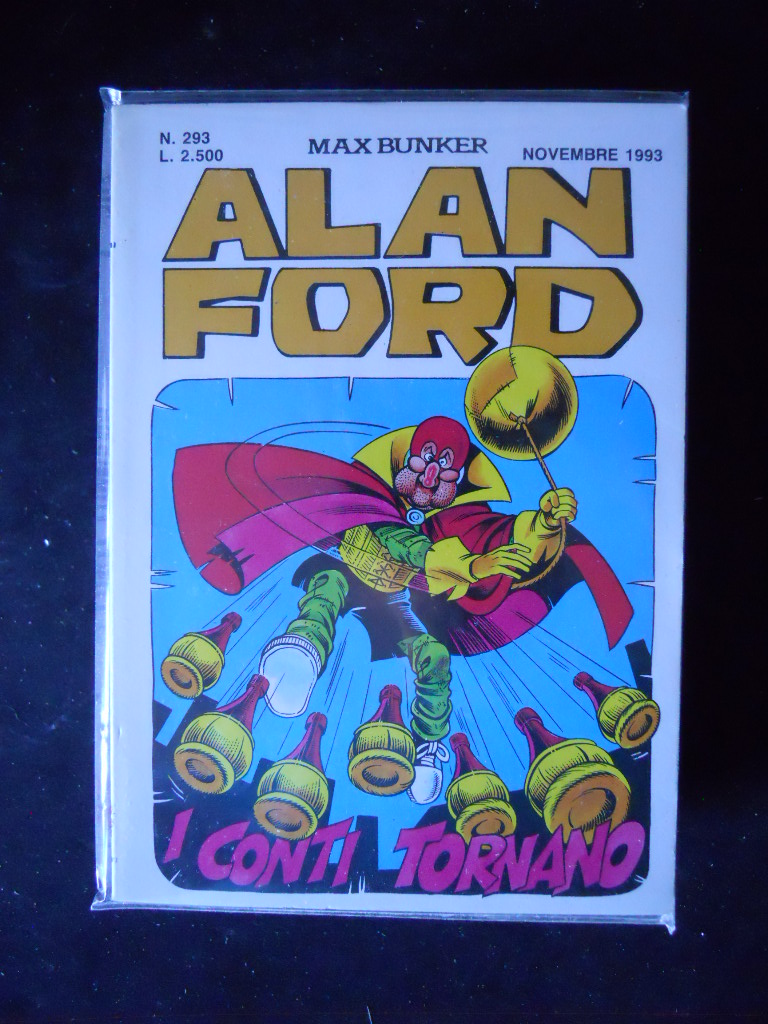 N. 293
L. 2.500
MAX BUNKER
NOVEMBRE 1993
ALAN
FORD
I CONTI TORNANO